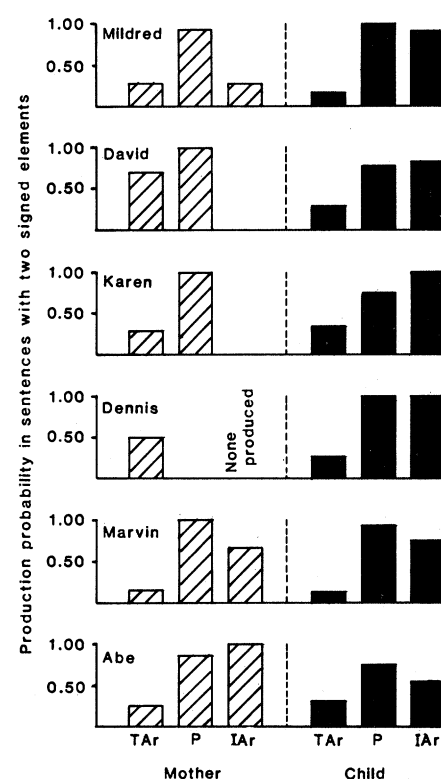 Production probability in sentences with two signed elements
1.00
0.50
Mildred
1.00
0.50
David
1.00
0.50
Karen
1.00
0.50
Dennis
None
produced
1.00
0.50
Marvin
1.00
0.50
Abe
TAr P IAr TAr P IAr
Mother Child